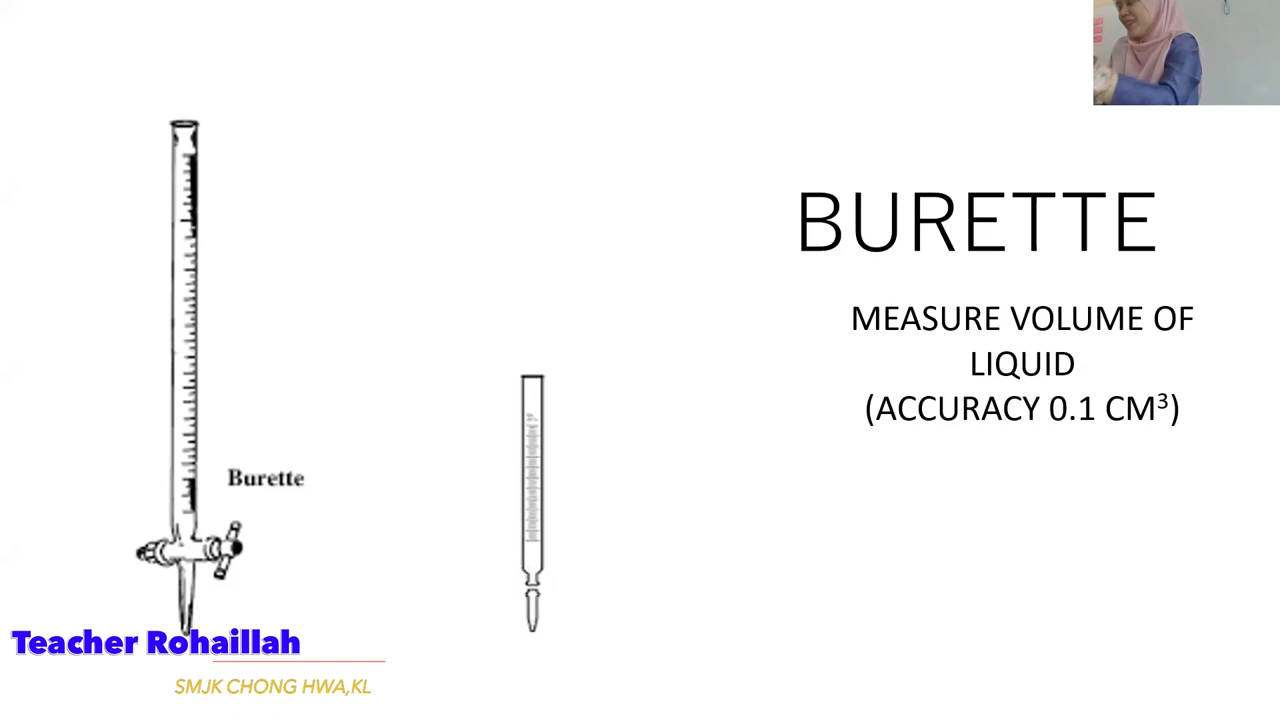 BURETTE
MEASURE VOLUME OF
LIQUID
(ACCURACY 0.1 CM³)
Burette
Teacher Rohaillah
SMJK CHONG HWA,KL